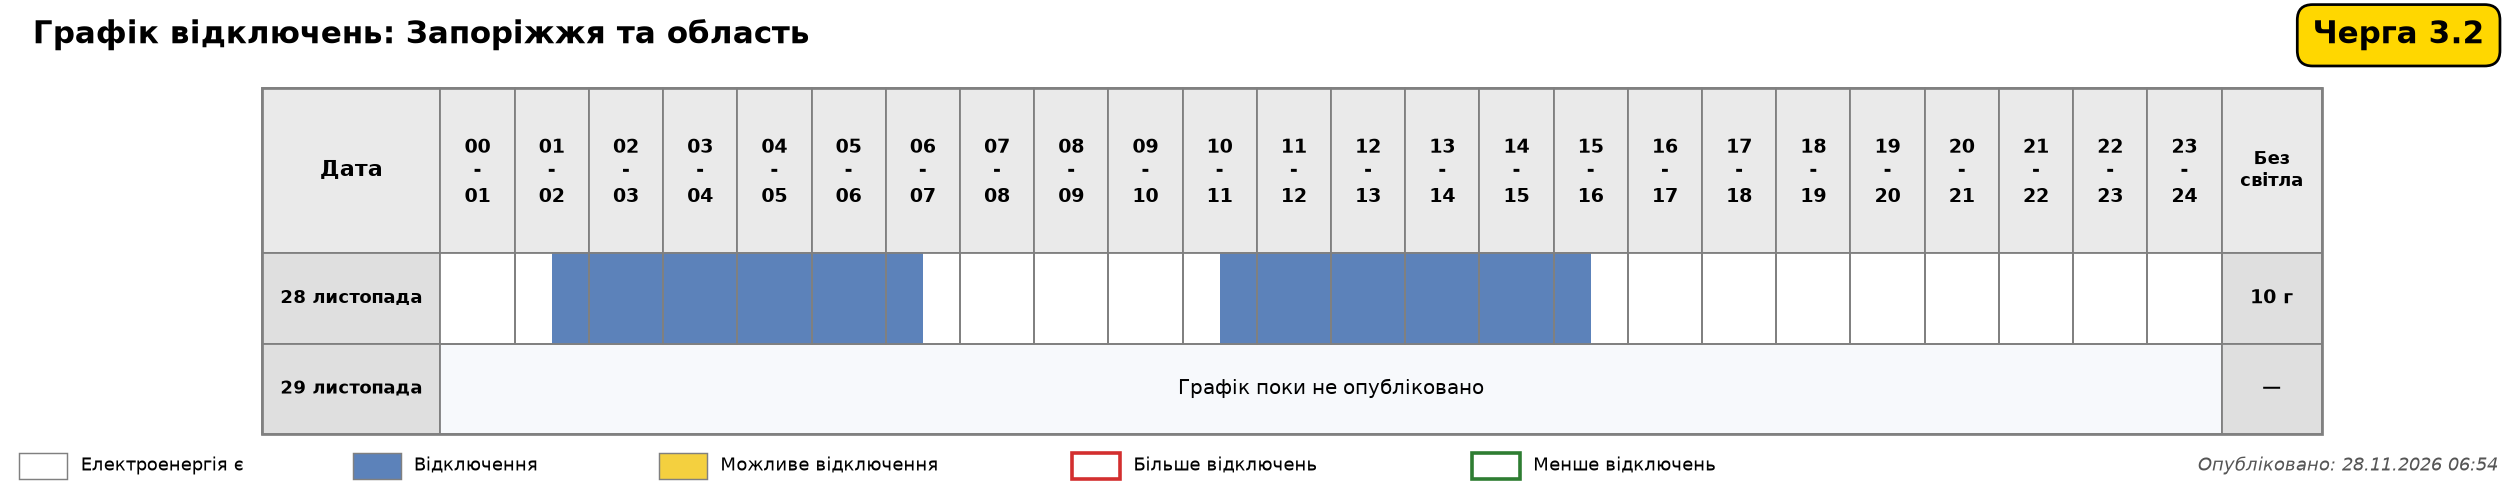 Графік відключень: Запоріжжя та область
Черга 3.2
Дата 00 - 01 01 - 02 02 - 03 03 - 04 04 - 05 05 - 06 06 - 07 07 - 08 08 - 09 09 - 10 10 - 11 11 - 12 12 - 13 13 - 14 14 - 15 15 - 16 16 - 17 17 - 18 18 - 19 19 - 20 20 - 21 21 - 22 22 - 23 23 - 24 Без світла
28 листопада 10 г
29 листопада Графік поки не опубліковано —
Електроенергія є Відключення Можливе відключення Більше відключень Менше відключень Опубліковано: 28.11.2026 06:54